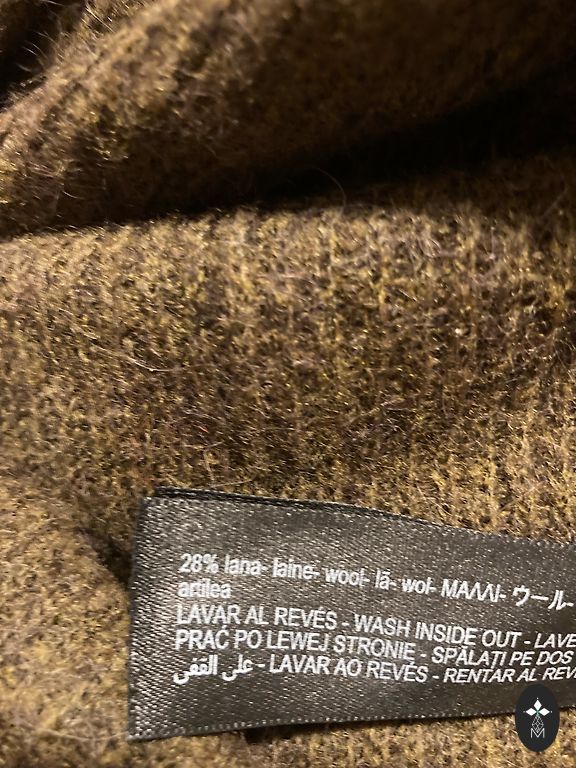 28% lana- laine- wool- lã- wol- ΜΑΛΛΙ- ウール-
artilea
LAVAR AL REVÉS - WASH INSIDE OUT - LAVE
PRAĆ PO LEWEJ STRONIE - SPĂLAȚI PE DOS
على القفى - LAVAR AO REVÉS - RENTAR AL REVÉ